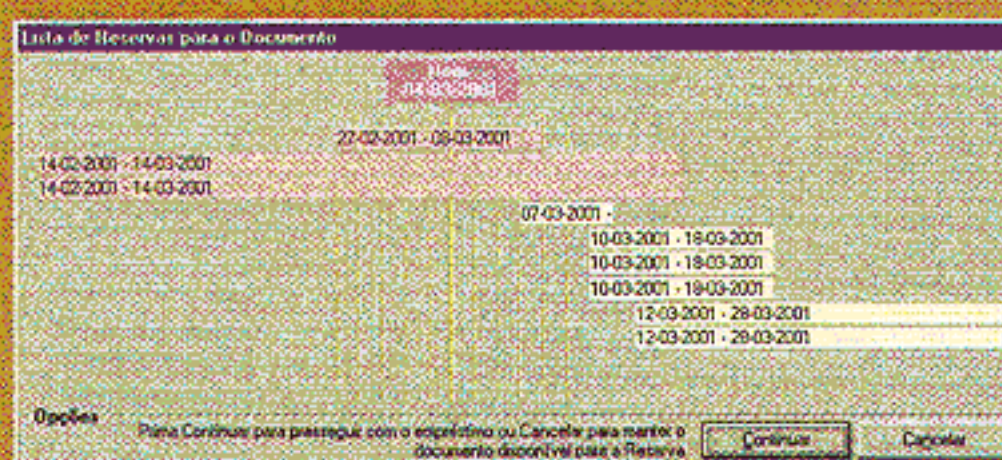 Lista de Reservas para o Documento
Hoje
04-03-2001
27-02-2001 - 08-03-2001
14-02-2001 - 14-03-2001
14-02-2001 - 14-03-2001
07-03-2001 -
10-03-2001 - 18-03-2001
10-03-2001 - 18-03-2001
10-03-2001 - 18-03-2001
12-03-2001 - 28-03-2001
12-03-2001 - 28-03-2001
Opções
Prima Continuar para prosseguir com o empréstimo ou Cancelar para manter o
documento disponível para a Reserva
Continuar
Cancelar